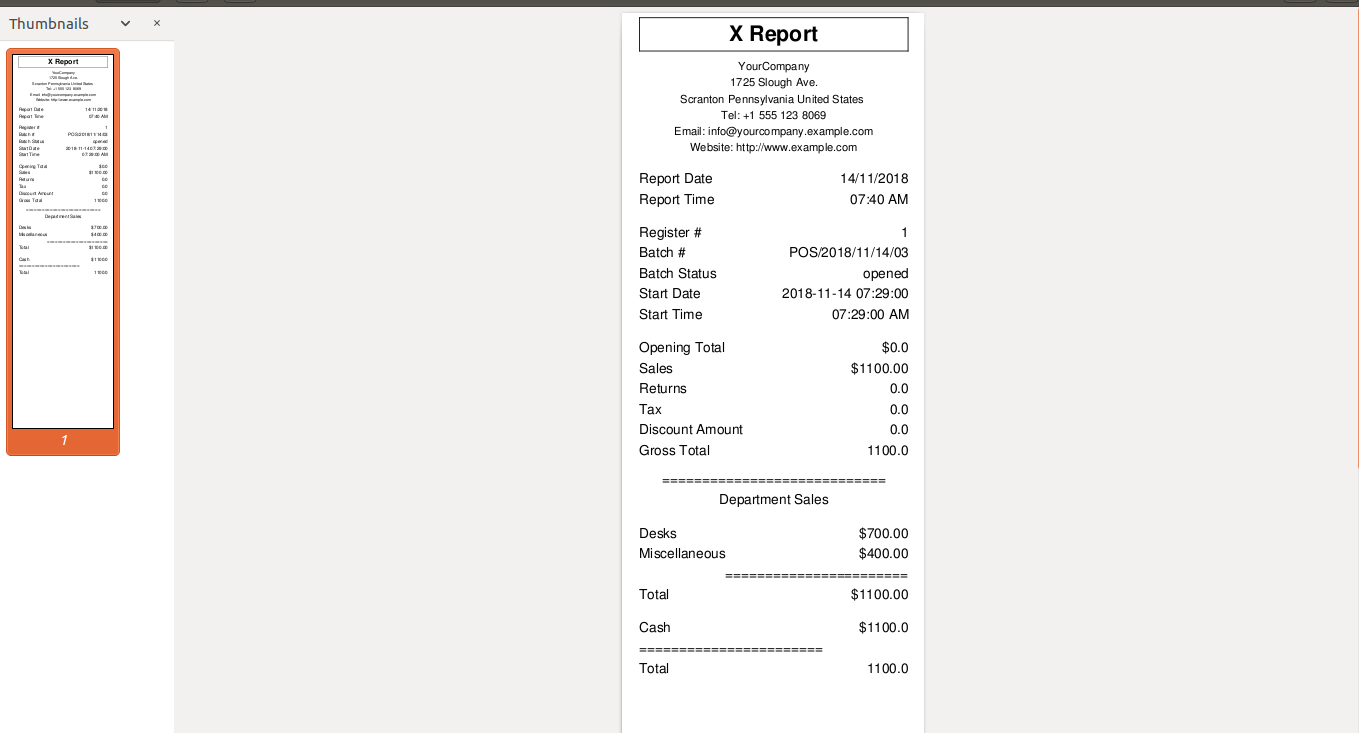 Thumbnails
1
X Report
YourCompany
1725 Slough Ave.
Scranton Pennsylvania United States
Tel: +1 555 123 8069
Email: info@yourcompany.example.com
Website: http://www.example.com
Report Date 14/11/2018
Report Time 07:40 AM
Register # 1
Batch # POS/2018/11/14/03
Batch Status opened
Start Date 2018-11-14 07:29:00
Start Time 07:29:00 AM
Opening Total $0.0
Sales $1100.00
Returns 0.0
Tax 0.0
Discount Amount 0.0
Gross Total 1100.0
============================
Department Sales
Desks $700.00
Miscellaneous $400.00
=======================
Total $1100.00
Cash $1100.0
=======================
Total 1100.0